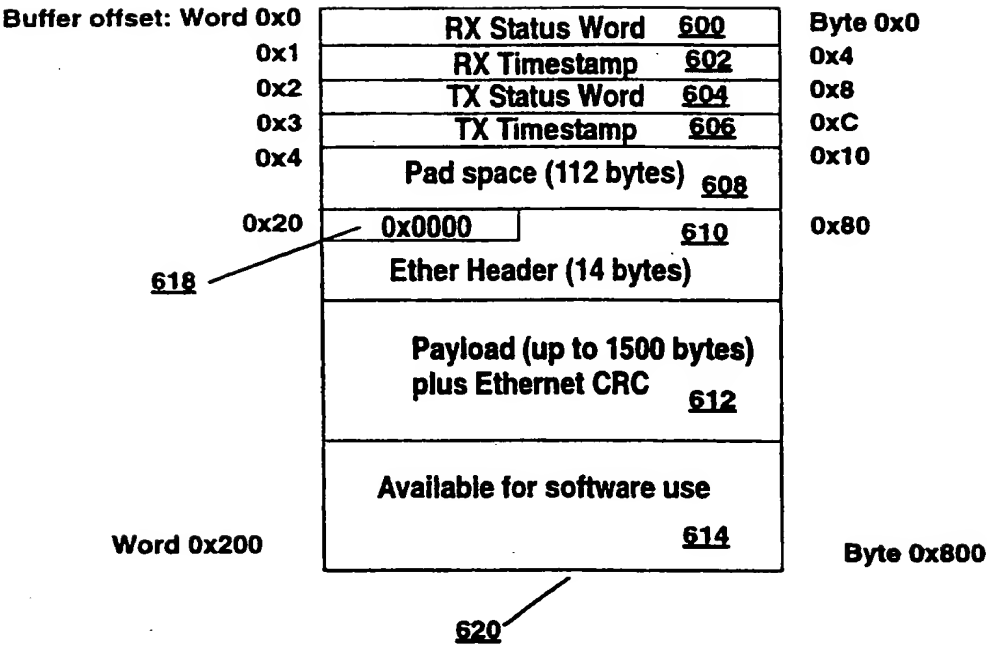 Buffer offset: Word 0x0 RX Status Word 600 Byte 0x0
0x1 RX Timestamp 602 0x4
0x2 TX Status Word 604 0x8
0x3 TX Timestamp 606 0xC
0x4 Pad space (112 bytes) 608 0x10
0x20 0x0000 610 0x80
618 Ether Header (14 bytes)
Payload (up to 1500 bytes)
plus Ethernet CRC 612
Available for software use
Word 0x200 614 Byte 0x800
620